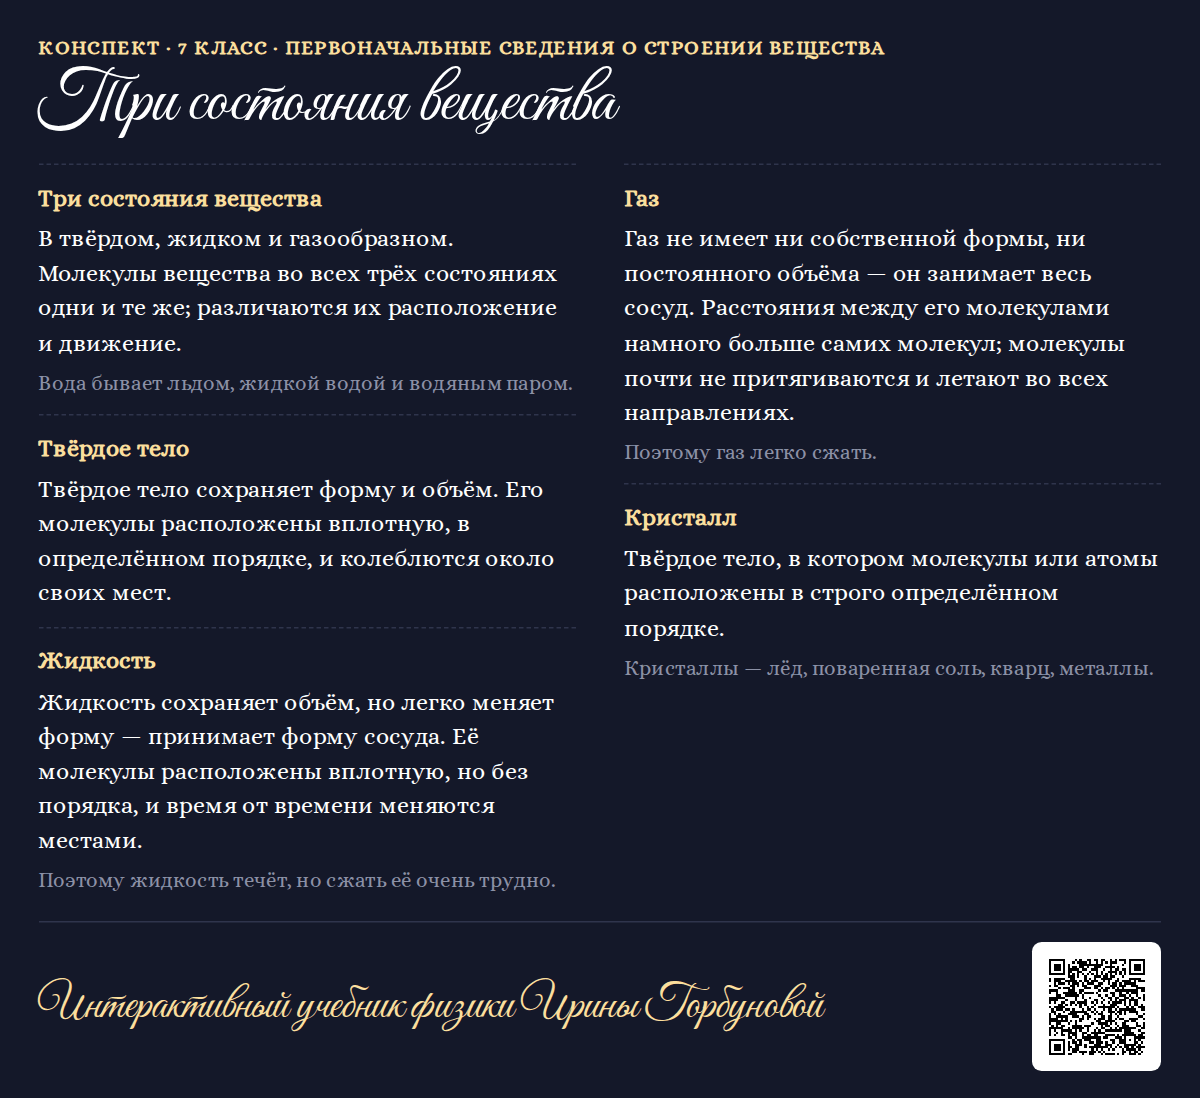 КОНСПЕКТ · 7 КЛАСС · ПЕРВОНАЧАЛЬНЫЕ СВЕДЕНИЯ О СТРОЕНИИ ВЕЩЕСТВА
Три состояния вещества
Три состояния вещества
В твёрдом, жидком и газообразном.
Молекулы вещества во всех трёх состояниях
одни и те же; различаются их расположение
и движение.
Вода бывает льдом, жидкой водой и водяным паром.
Твёрдое тело
Твёрдое тело сохраняет форму и объём. Его
молекулы расположены вплотную, в
определённом порядке, и колеблются около
своих мест.
Жидкость
Жидкость сохраняет объём, но легко меняет
форму — принимает форму сосуда. Её
молекулы расположены вплотную, но без
порядка, и время от времени меняются
местами.
Поэтому жидкость течёт, но сжать её очень трудно.
Газ
Газ не имеет ни собственной формы, ни
постоянного объёма — он занимает весь
сосуд. Расстояния между его молекулами
намного больше самих молекул; молекулы
почти не притягиваются и летают во всех
направлениях.
Поэтому газ легко сжать.
Кристалл
Твёрдое тело, в котором молекулы или атомы
расположены в строго определённом
порядке.
Кристаллы — лёд, поваренная соль, кварц, металлы.
Интерактивный учебник физики Ирины Горбуновой